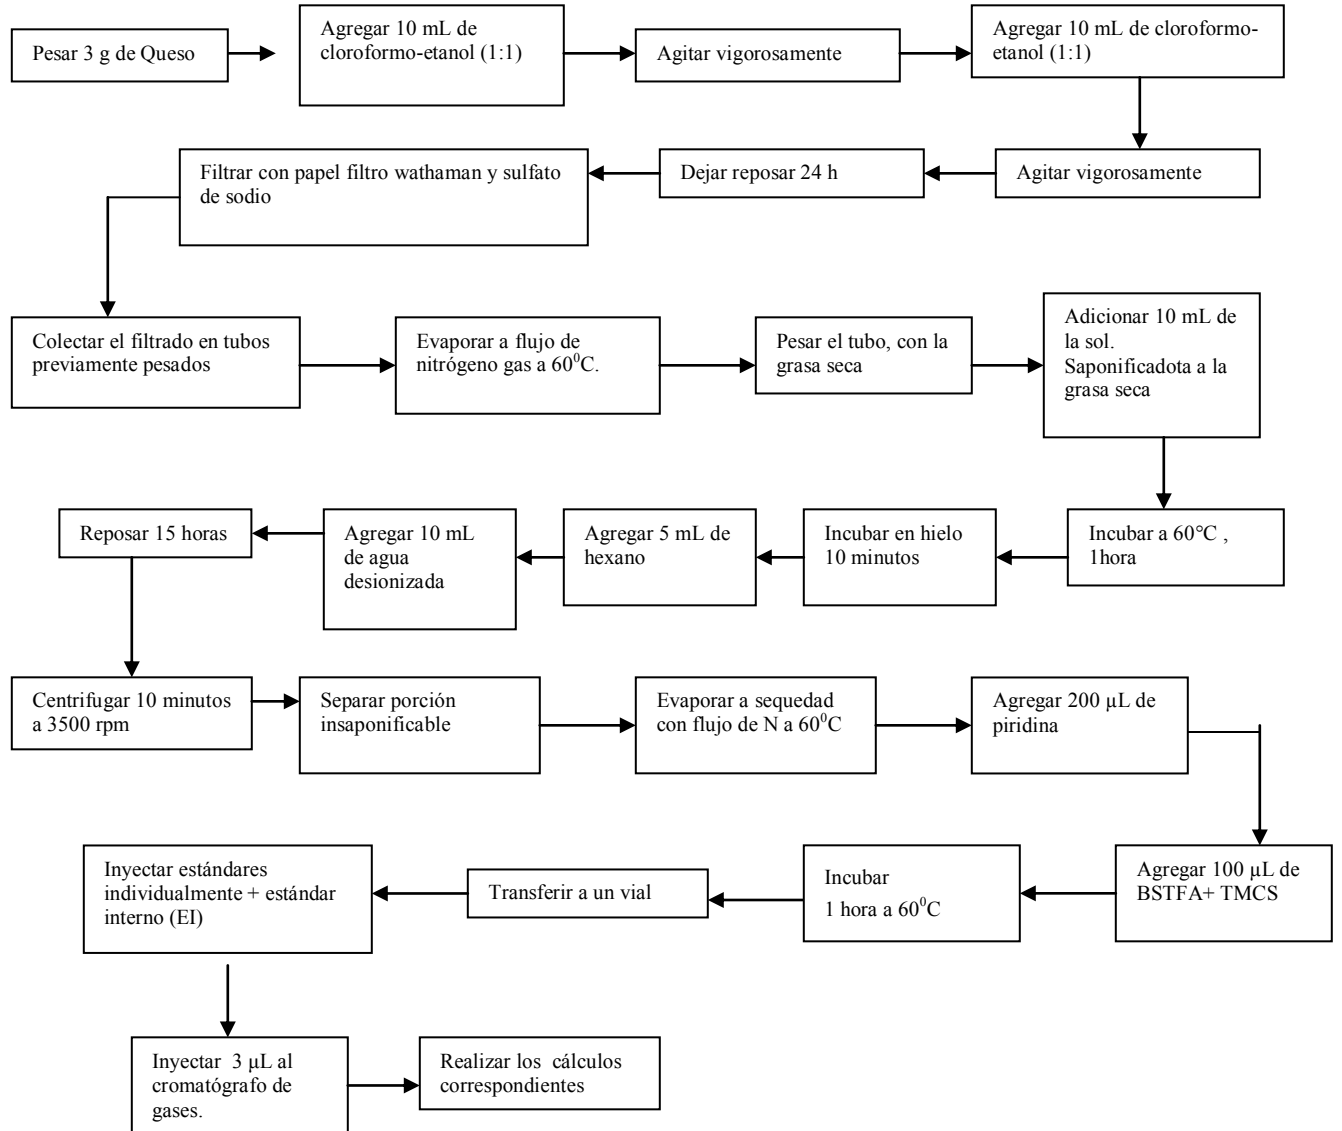 Pesar 3 g de Queso
Agregar 10 mL de
cloroformo-etanol (1:1)
Agitar vigorosamente
Agregar 10 mL de cloroformo-
etanol (1:1)
Agitar vigorosamente
Dejar reposar 24 h
Filtrar con papel filtro wathaman y sulfato
de sodio
Colectar el filtrado en tubos
previamente pesados
Evaporar a flujo de
nitrógeno gas a 60⁰C.
Pesar el tubo, con la
grasa seca
Adicionar 10 mL de
la sol.
Saponificadota a la
grasa seca
Incubar a 60°C ,
1hora
Incubar en hielo
10 minutos
Agregar 5 mL de
hexano
Agregar 10 mL
de agua
desionizada
Reposar 15 horas
Centrifugar 10 minutos
a 3500 rpm
Separar porción
insaponificable
Evaporar a sequedad
con flujo de N a 60⁰C
Agregar 200 µL de
piridina
Agregar 100 µL de
BSTFA+ TMCS
Incubar
1 hora a 60⁰C
Transferir a un vial
Inyectar estándares
individualmente + estándar
interno (EI)
Inyectar 3 µL al
cromatógrafo de
gases.
Realizar los cálculos
correspondientes